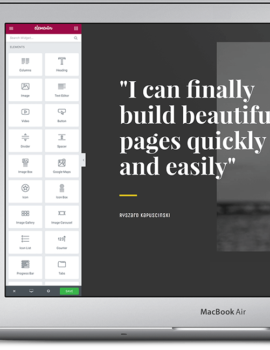 elementor
Search Widget...
ELEMENTS
Columns
Heading
Image
Text Editor
Video
Button
Divider
Spacer
Image Box
Google Maps
Icon
Icon Box
Image Gallery
Image Carousel
Icon List
Counter
Progress Bar
Tabs
"I can finally
build beautifu
pages quickly
and easily"
RYSZARD KAPUSCINSKI
MacBook Air